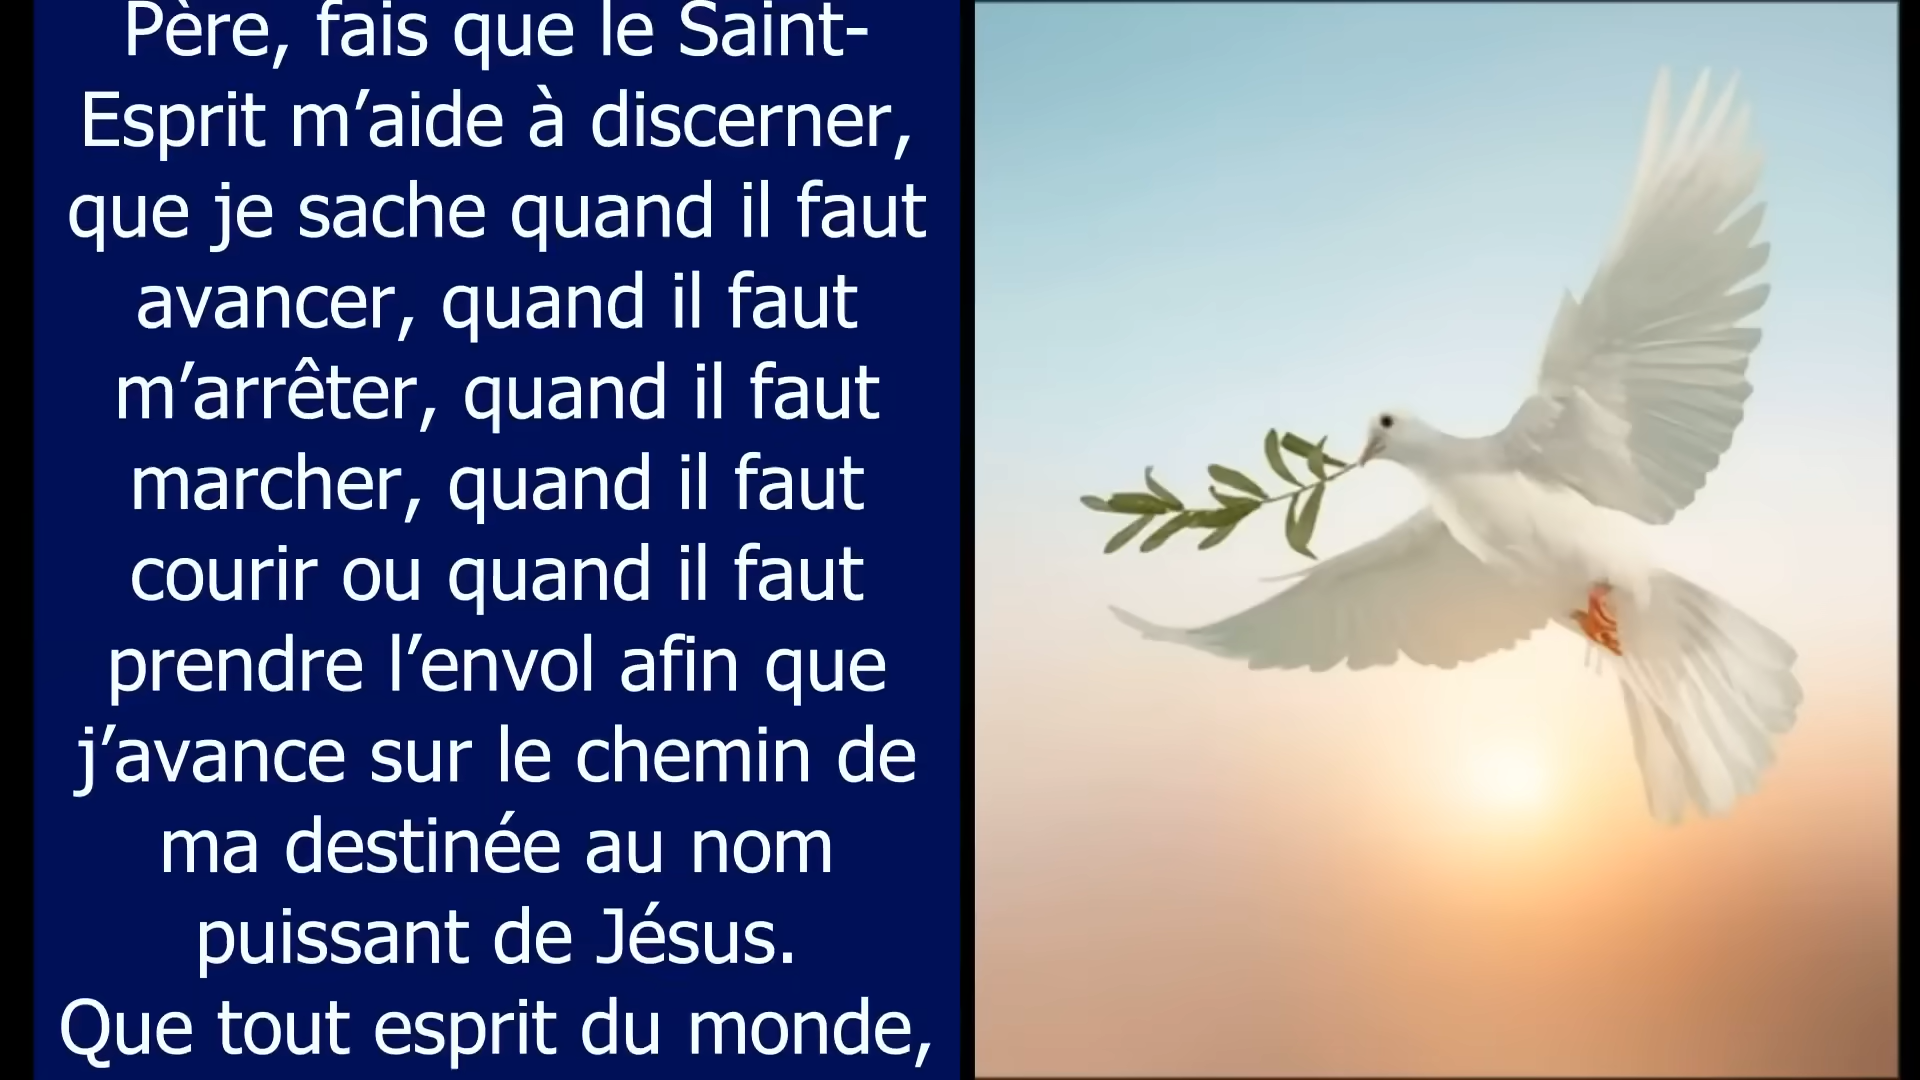 Père, fais que le Saint-
Esprit m’aide à discerner,
que je sache quand il faut
avancer, quand il faut
m’arrêter, quand il faut
marcher, quand il faut
courir ou quand il faut
prendre l’envol afin que
j’avance sur le chemin de
ma destinée au nom
puissant de Jésus.
Que tout esprit du monde,